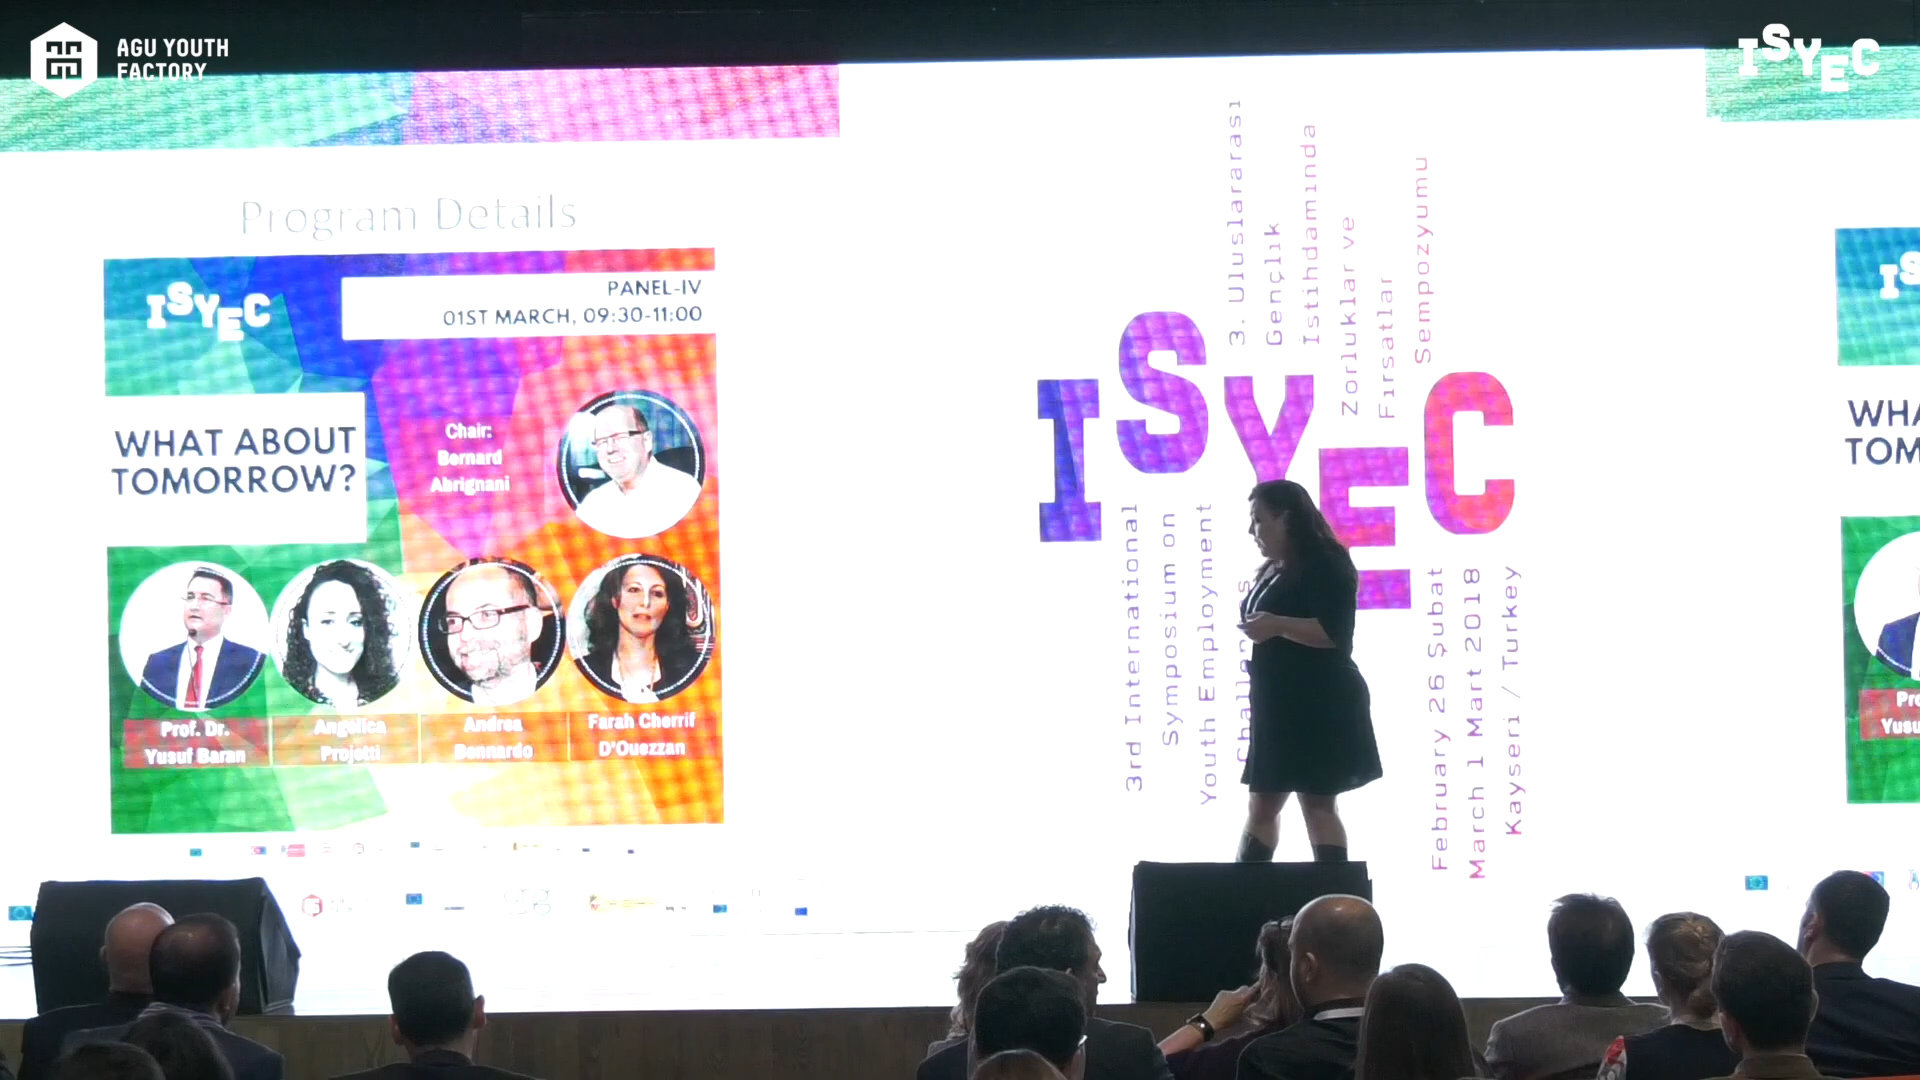 AGU YOUTH
FACTORY
ISYEC
Program Details
ISYEC
PANEL-IV
01ST MARCH, 09:30-11:00
WHAT ABOUT
TOMORROW?
Chair:
Bernard
Abrignani
Prof. Dr.
Yusuf Baran
Angelica
Projetti
Andrea
Bennardo
Farah Cherrif
D'Ouezzan
3. Uluslararası
Gençlik
İstihdamında
Zorluklar ve
Fırsatlar
Sempozyumu
ISYEC
3rd International
Symposium on
Youth Employment
February 26 Şubat
March 1 Mart 2018
Kayseri / Turkey